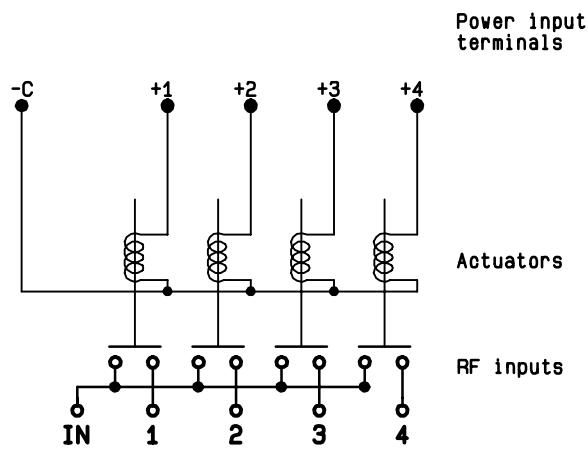 Power input
terminals
-C +1 +2 +3 +4
Actuators
RF inputs
IN 1 2 3 4